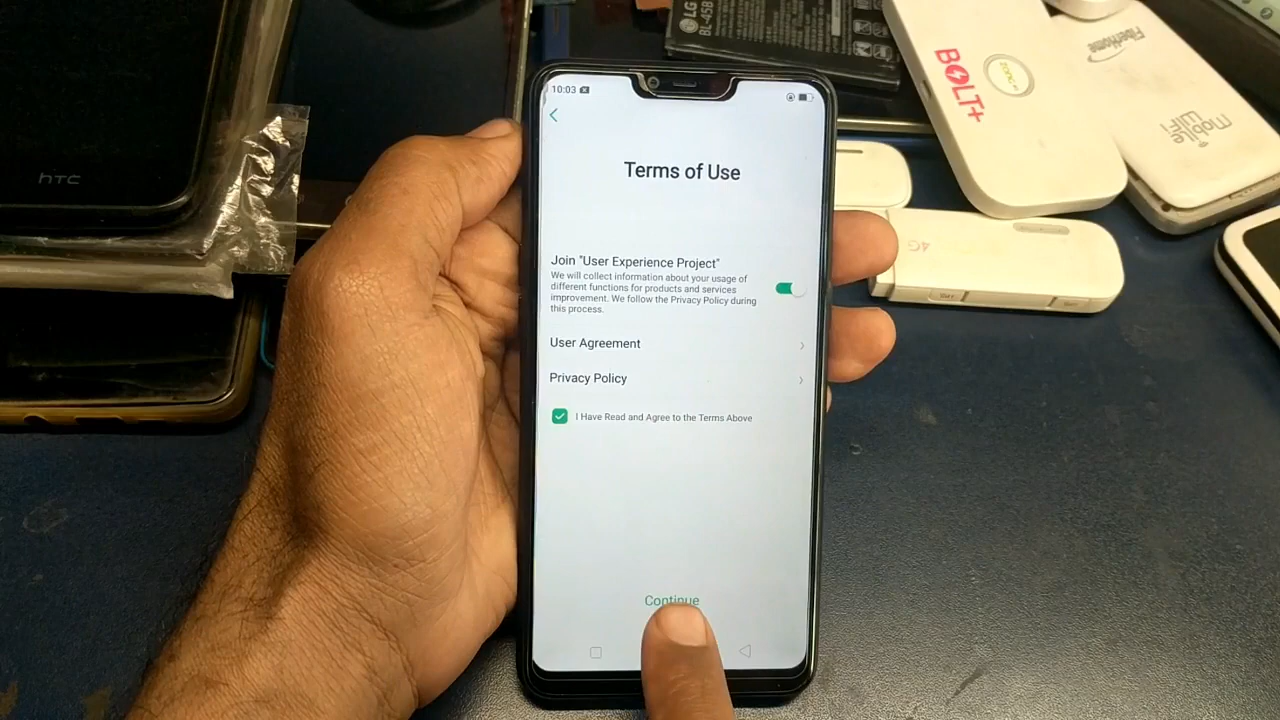 10:03
Terms of Use
Join "User Experience Project"
We will collect information about your usage of
different functions for products and services
improvement. We follow the Privacy Policy during
this process.
User Agreement
Privacy Policy
I Have Read and Agree to the Terms Above
Continue
hTC
LG
BL-45B
BOLT+
ZONG
FiberHome
Mobile
WiFi
4G